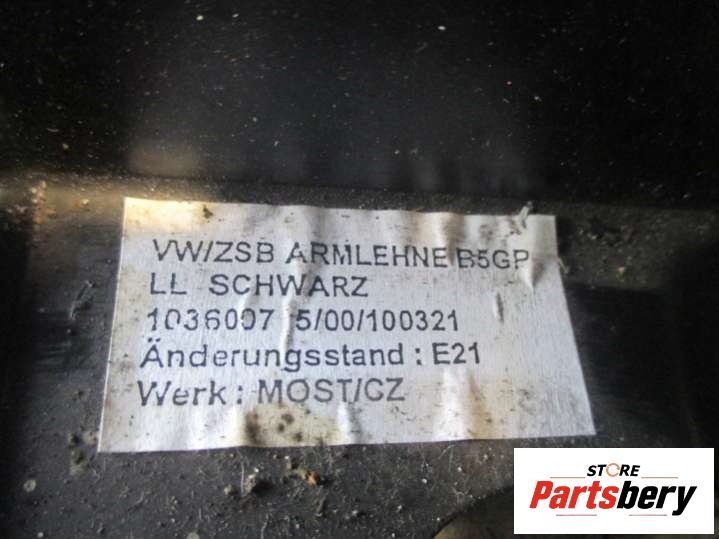 VW/ZSB ARMLEHNE B5GP
LL SCHWARZ
1036007 5/00/100321
Änderungsstand : E21
Werk : MOST/CZ
STORE
Partsbery